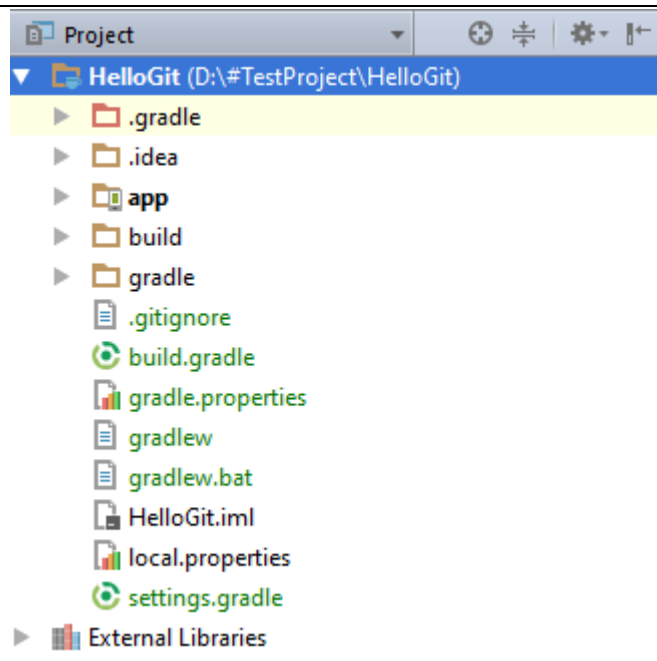 Project
HelloGit (D:\#TestProject\HelloGit)
.gradle
.idea
app
build
gradle
.gitignore
build.gradle
gradle.properties
gradlew
gradlew.bat
HelloGit.iml
local.properties
settings.gradle
External Libraries